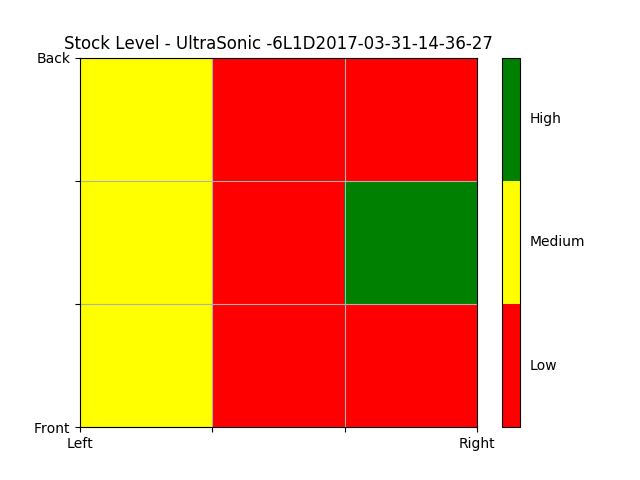 Stock Level - UltraSonic -6L1D2017-03-31-14-36-27
Back
High
Medium
Low
Front
Left
Right